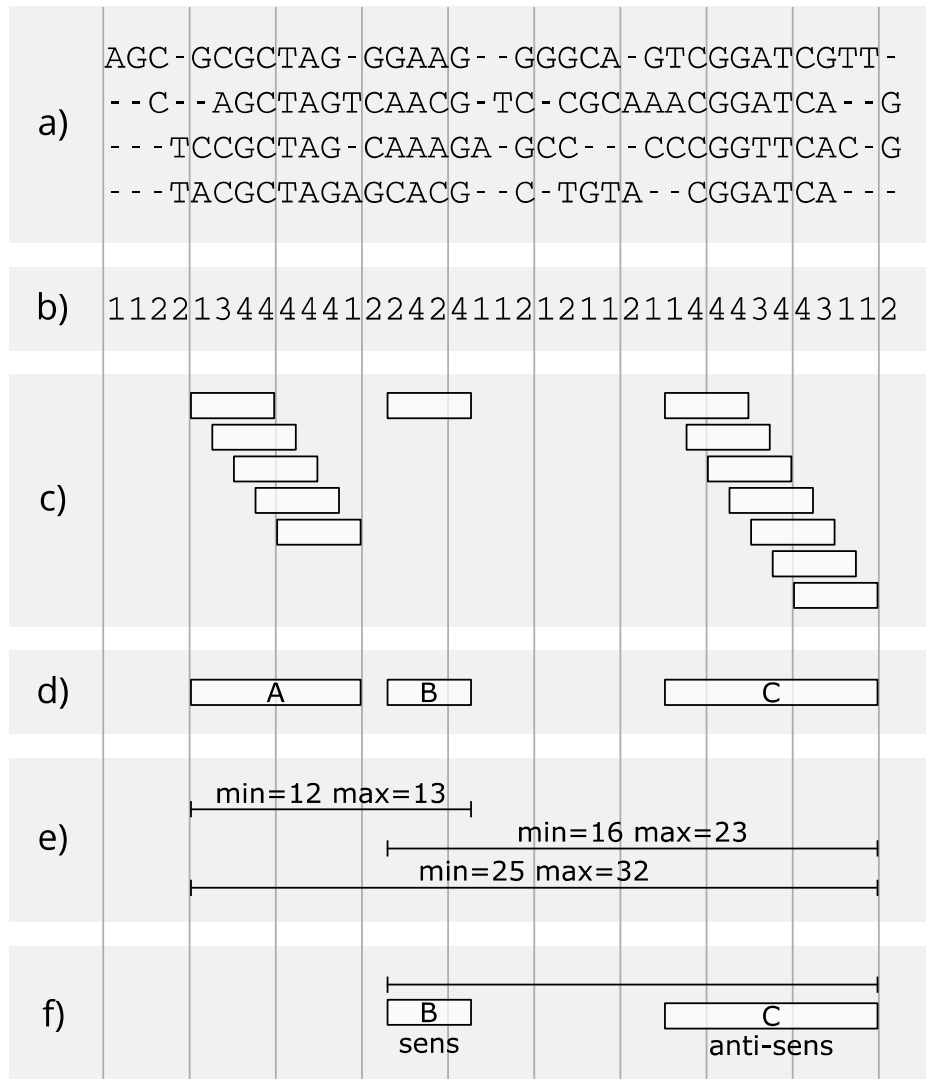 a)
AGC-GCGCTAG-GGAAG--GGGCA-GTCGGATCGTT-
--C--AGCTAGTCAACG-TC-CGCAAACGGATCA--G
---TCCGCTAG-CAAAGA-GCC---CCCGGTTCAC-G
---TACGCTAGAGCACG--C-TGTA--CGGATCA---
b) 1122134444412242411212112114443443112
c)
d) A B C
e)
min=12 max=13
min=16 max=23
min=25 max=32
f) B C
sens anti-sens